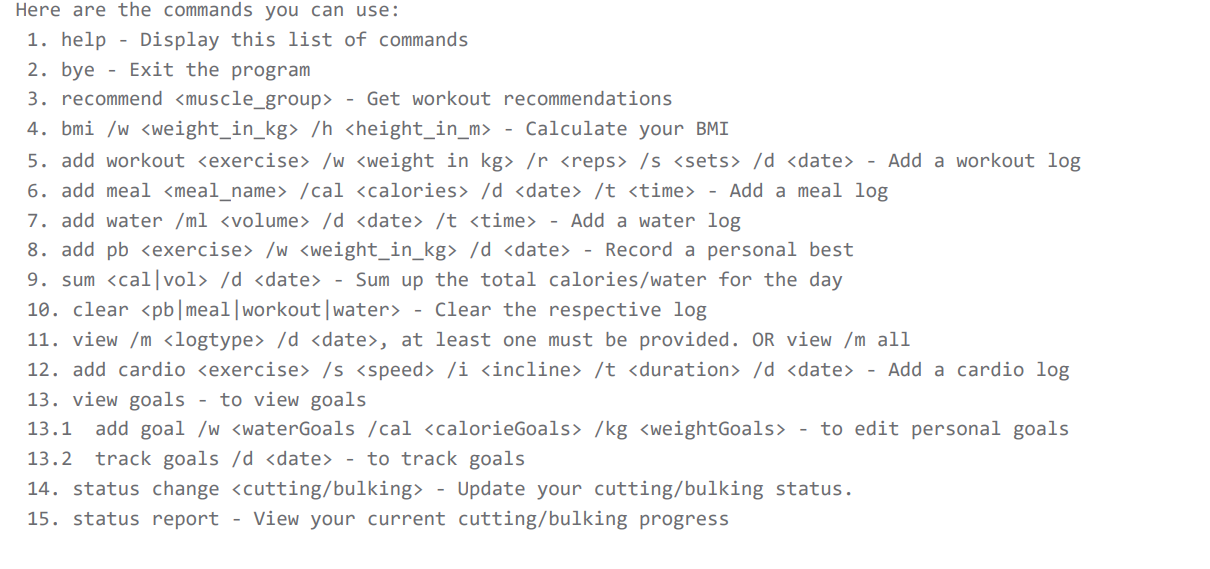 Here are the commands you can use:
1. help - Display this list of commands
2. bye - Exit the program
3. recommend <muscle_group> - Get workout recommendations
4. bmi /w <weight_in_kg> /h <height_in_m> - Calculate your BMI
5. add workout <exercise> /w <weight in kg> /r <reps> /s <sets> /d <date> - Add a workout log
6. add meal <meal_name> /cal <calories> /d <date> /t <time> - Add a meal log
7. add water /ml <volume> /d <date> /t <time> - Add a water log
8. add pb <exercise> /w <weight_in_kg> /d <date> - Record a personal best
9. sum <cal|vol> /d <date> - Sum up the total calories/water for the day
10. clear <pb|meal|workout|water> - Clear the respective log
11. view /m <logtype> /d <date>, at least one must be provided. OR view /m all
12. add cardio <exercise> /s <speed> /i <incline> /t <duration> /d <date> - Add a cardio log
13. view goals - to view goals
13.1  add goal /w <waterGoals /cal <calorieGoals> /kg <weightGoals> - to edit personal goals
13.2  track goals /d <date> - to track goals
14. status change <cutting/bulking> - Update your cutting/bulking status.
15. status report - View your current cutting/bulking progress